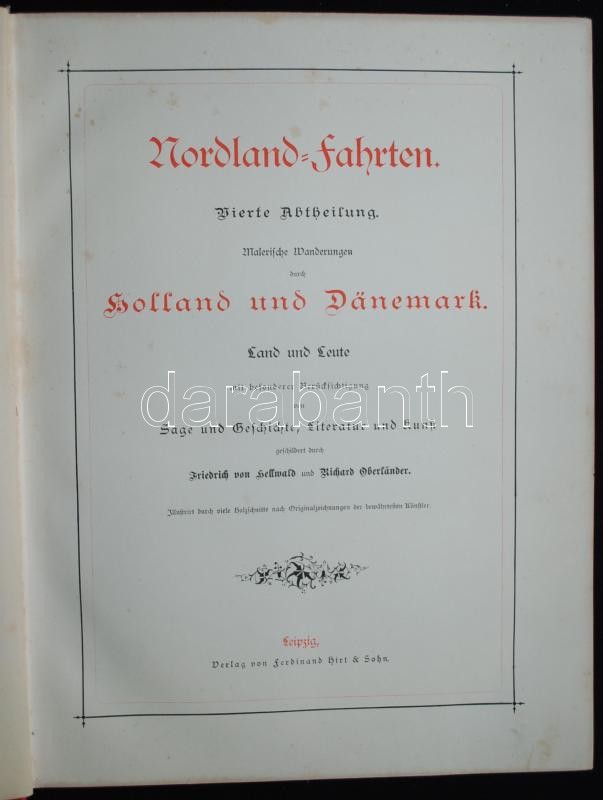 Nordland=Fahrten.
Vierte Abtheilung.
Malerische Wanderungen
durch
Holland und Dänemark.
Land und Leute
mit besonderer Berücksichtigung
von
darabanth
Sage und Geschichte, Literatur und Kunst
geschildert durch
Friedrich von Hellwald und Richard Oberländer.
Illustrirt durch viele Holzschnitte nach Originalzeichnungen der bewährtesten Künstler.
Leipzig,
Verlag von Ferdinand Hirt & Sohn.